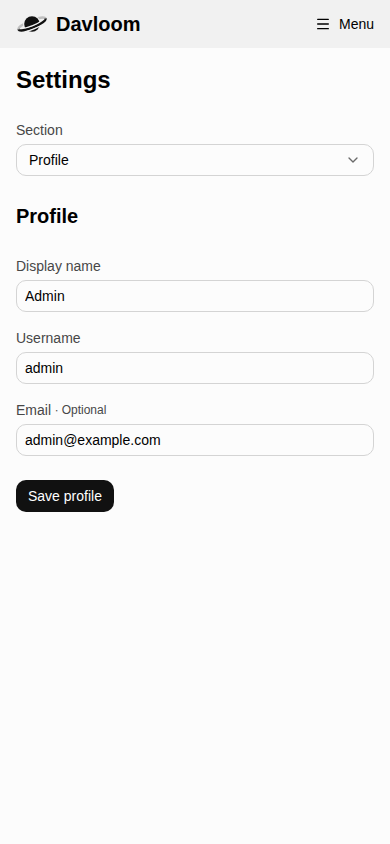 Davloom
Menu
Settings
Section
Profile
Profile
Display name
Admin
Username
admin
Email · Optional
admin@example.com
Save profile